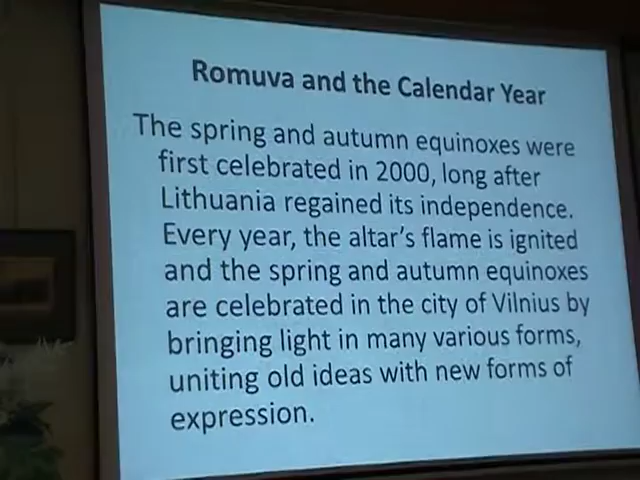 Romuva and the Calendar Year
The spring and autumn equinoxes were
first celebrated in 2000, long after
Lithuania regained its independence.
Every year, the altar's flame is ignited
and the spring and autumn equinoxes
are celebrated in the city of Vilnius by
bringing light in many various forms,
uniting old ideas with new forms of
expression.